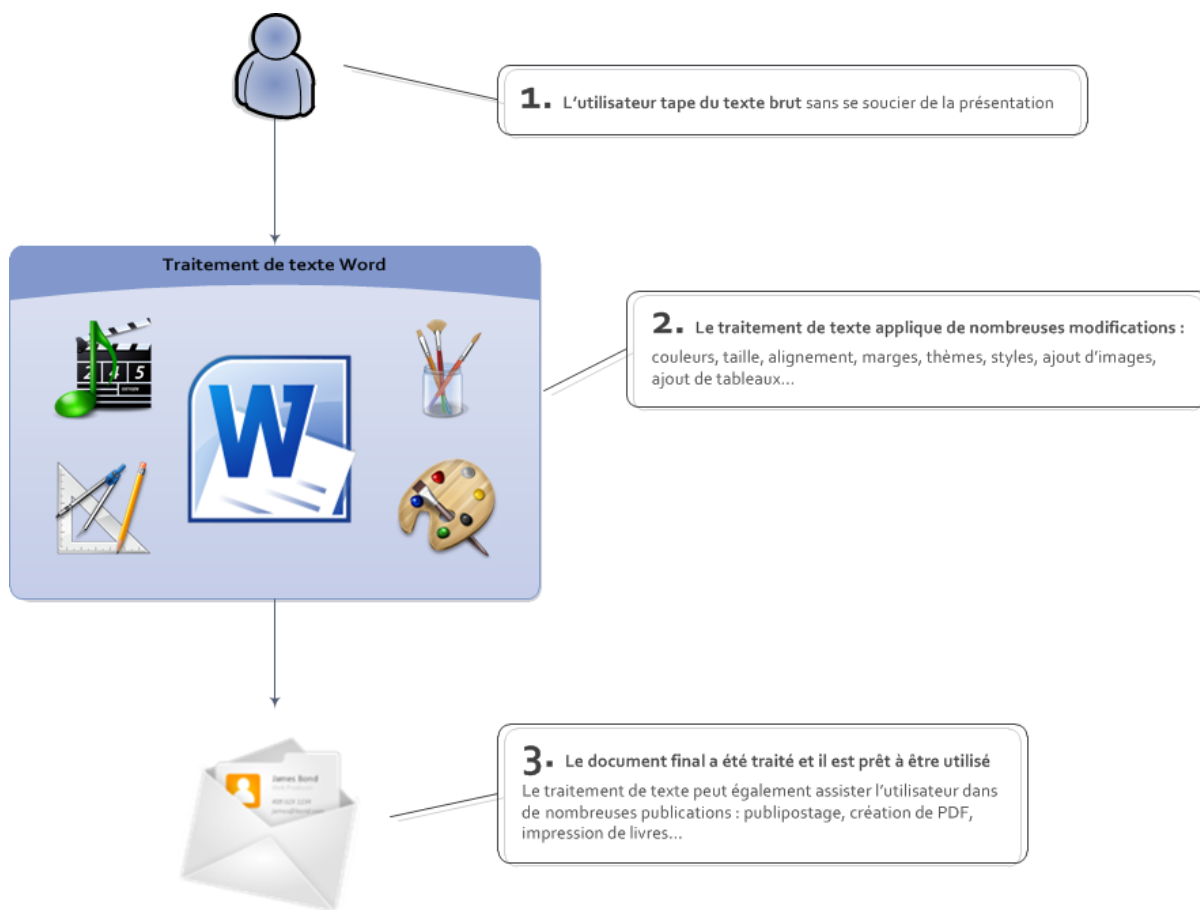 1. L'utilisateur tape du texte brut sans se soucier de la présentation
Traitement de texte Word
2 4 5
W
2. Le traitement de texte applique de nombreuses modifications :
couleurs, taille, alignement, marges, thèmes, styles, ajout d'images,
ajout de tableaux...
James Bond
3. Le document final a été traité et il est prêt à être utilisé
Le traitement de texte peut également assister l'utilisateur dans
de nombreuses publications : publipostage, création de PDF,
impression de livres...